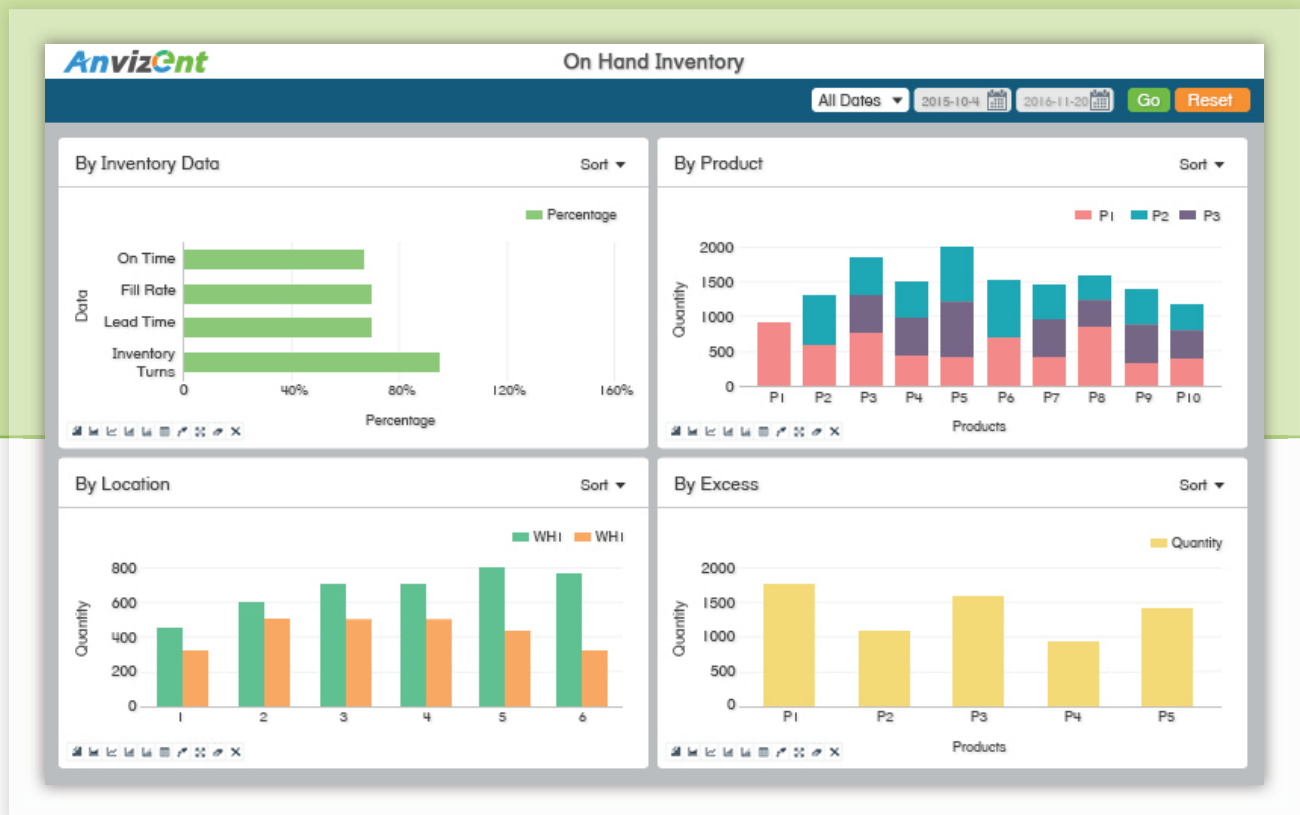 Anvizent
On Hand Inventory
All Dates 2015-10-4 2016-11-20 Go Reset
By Inventory Data Sort
Percentage
On Time
Fill Rate
Lead Time
Inventory
Turns
Data
0 40% 80% 120% 160%
Percentage
By Product Sort
P1 P2 P3
2000
1500
1000
500
0
Quantity
P1 P2 P3 P4 P5 P6 P7 P8 P9 P10
Products
By Location Sort
WH1 WH1
800
600
400
200
0
Quantity
1 2 3 4 5 6
By Excess Sort
Quantity
2000
1500
1000
500
0
Quantity
P1 P2 P3 P4 P5
Products